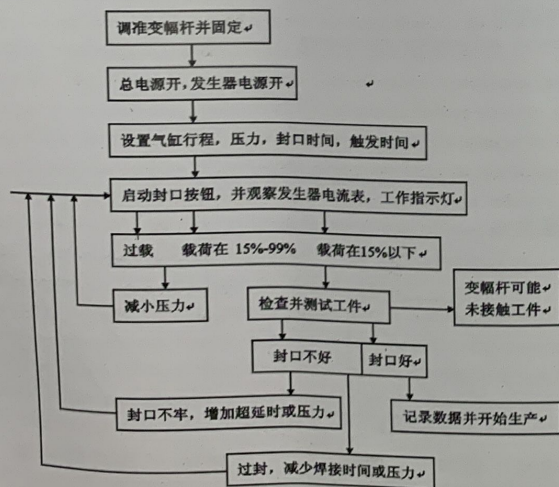 调准变幅杆并固定
总电源开,发生器电源开
设置气缸行程，压力，封口时间，触发时间
启动封口按钮，并观察发生器电流表，工作指示灯
过载 载荷在 15%-99% 载荷在15%以下
减小压力
检查并测试工件
变幅杆可能
未接触工件
封口不好
封口好
封口不牢，增加超延时或压力
记录数据并开始生产
过封，减少焊接时间或压力